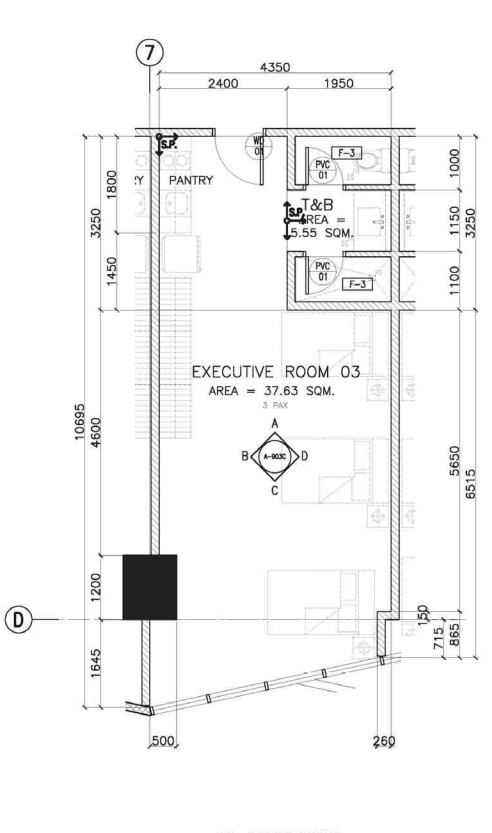 7
4350
2400
1950
S.P.
WD
01
F-3
PVC
01
Y
PANTRY
T&B
S.P.
AREA =
5.55 SQM.
PVC
01
F-3
1800
3250
1450
1000
1150
3250
1100
EXECUTIVE ROOM 03
AREA = 37.63 SQM.
3 PAX
A
B
A-903C
D
C
10695
4600
5650
6515
1200
D
150
715
865
1645
500
260